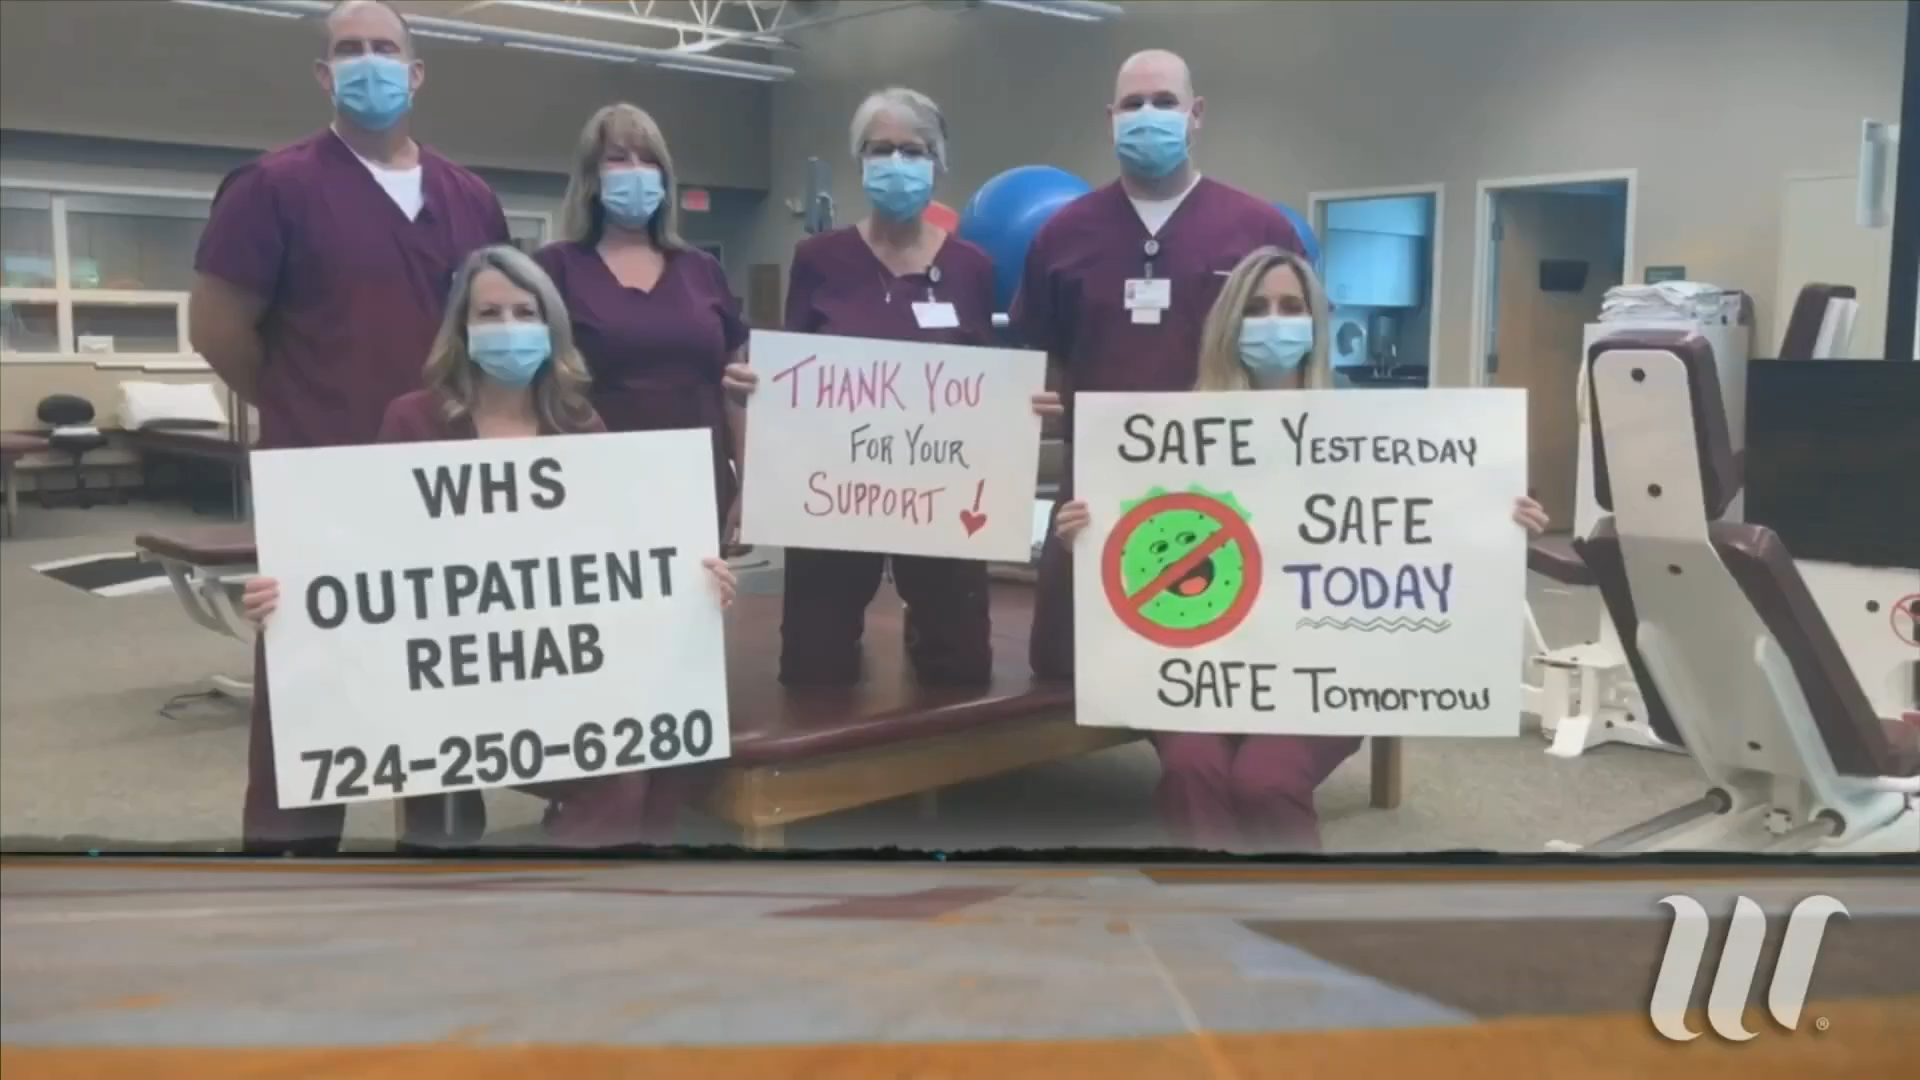 WHS
OUTPATIENT
REHAB
724-250-6280
THANK YOU
FOR YOUR
SUPPORT!
SAFE YESTERDAY
SAFE
TODAY
SAFE Tomorrow
W®